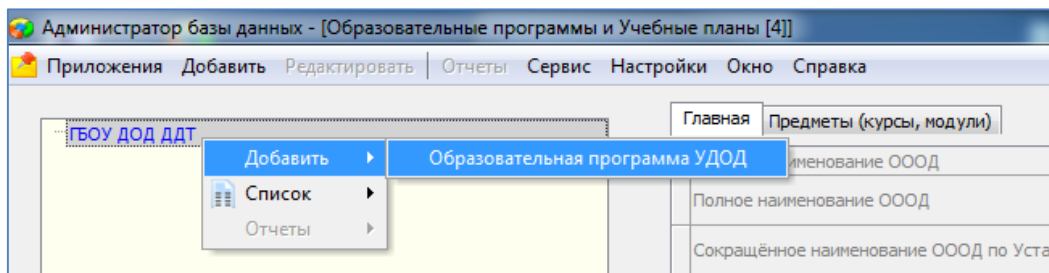 Администратор базы данных - [Образовательные программы и Учебные планы [4]]
Приложения Добавить Редактировать Отчеты Сервис Настройки Окно Справка
Главная Предметы (курсы, модули)
ГБОУ ДОД ДДТ
Добавить Образовательная программа УДОД
ОООД
Список
Полное наименование ОООД
Отчеты
Сокращённое наименование ОООД по